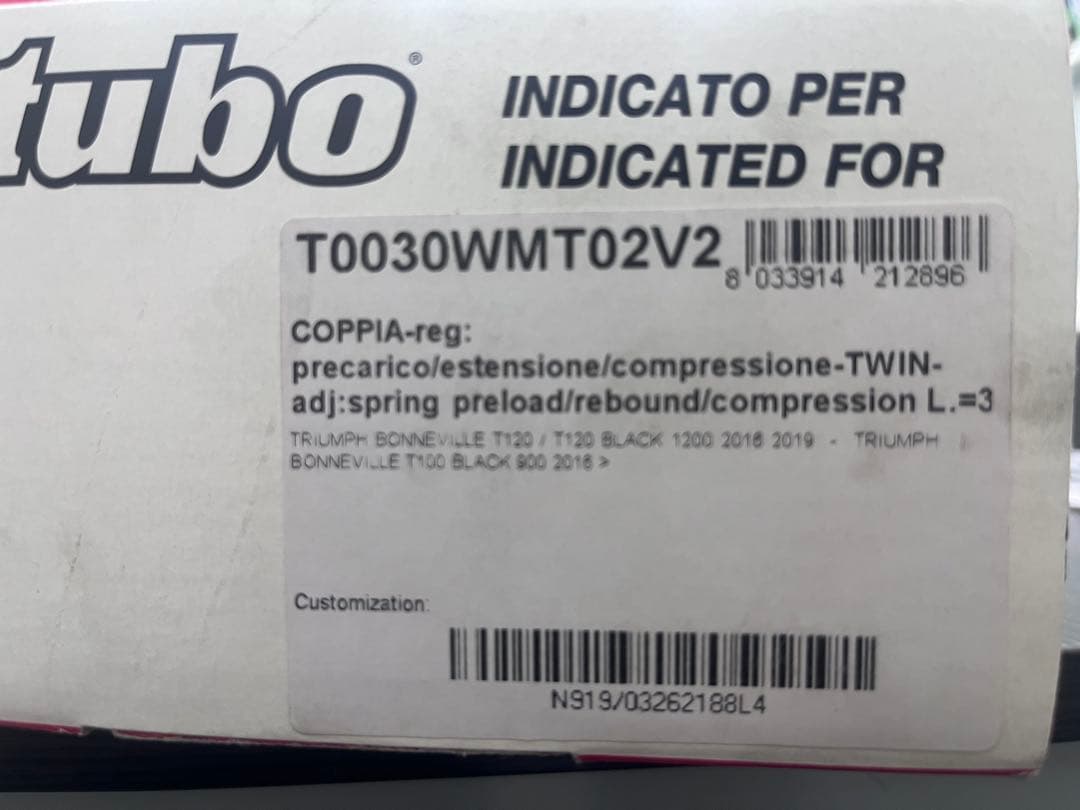 tubo®
INDICATO PER
INDICATED FOR
T0030WMT02V2
8 033914 212896
COPPIA-reg:
precarico/estensione/compressione-TWIN-
adj:spring preload/rebound/compression L.=3
TRIUMPH BONNEVILLE T120 / T120 BLACK 1200 2016 2019 - TRIUMPH
BONNEVILLE T100 BLACK 900 2016 >
Customization:
N919/03262188L4